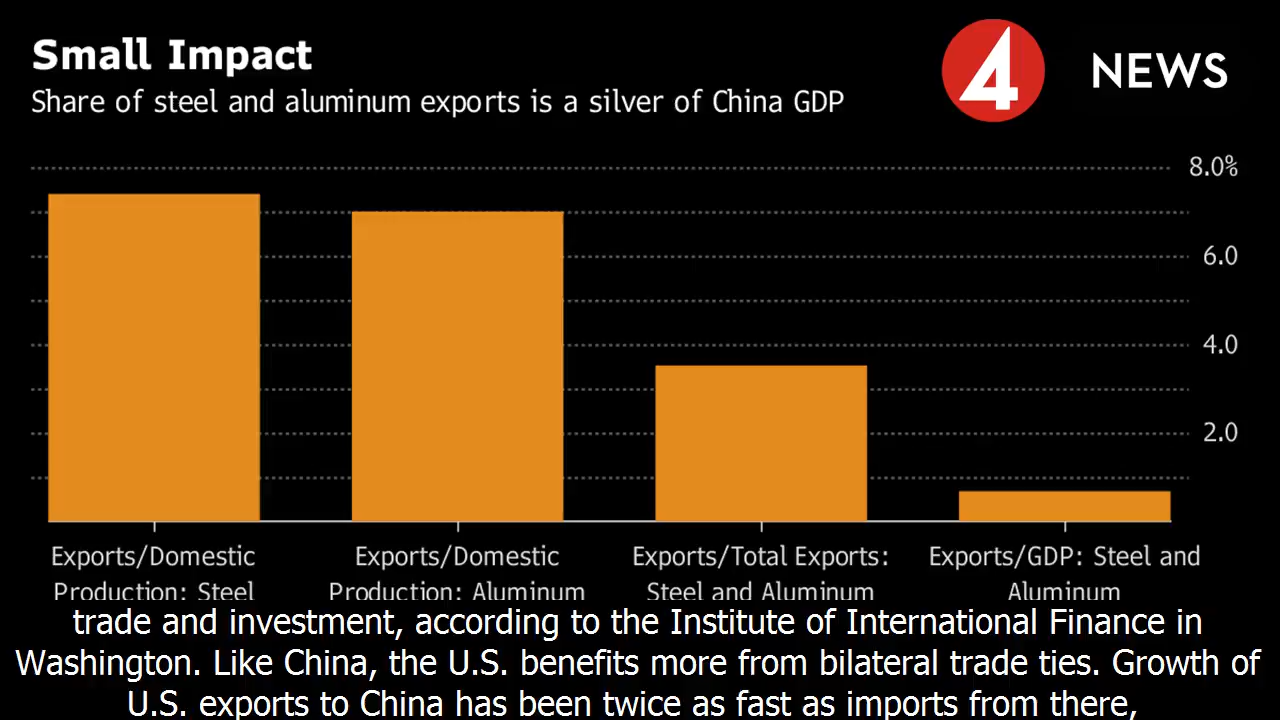 Small Impact
Share of steel and aluminum exports is a silver of China GDP
4 NEWS
8.0%
6.0
4.0
2.0
Exports/Domestic
Production: Steel
Exports/Domestic
Production: Aluminum
Exports/Total Exports:
Steel and Aluminum
Exports/GDP: Steel and
Aluminum
trade and investment, according to the Institute of International Finance in
Washington. Like China, the U.S. benefits more from bilateral trade ties. Growth of
U.S. exports to China has been twice as fast as imports from there,